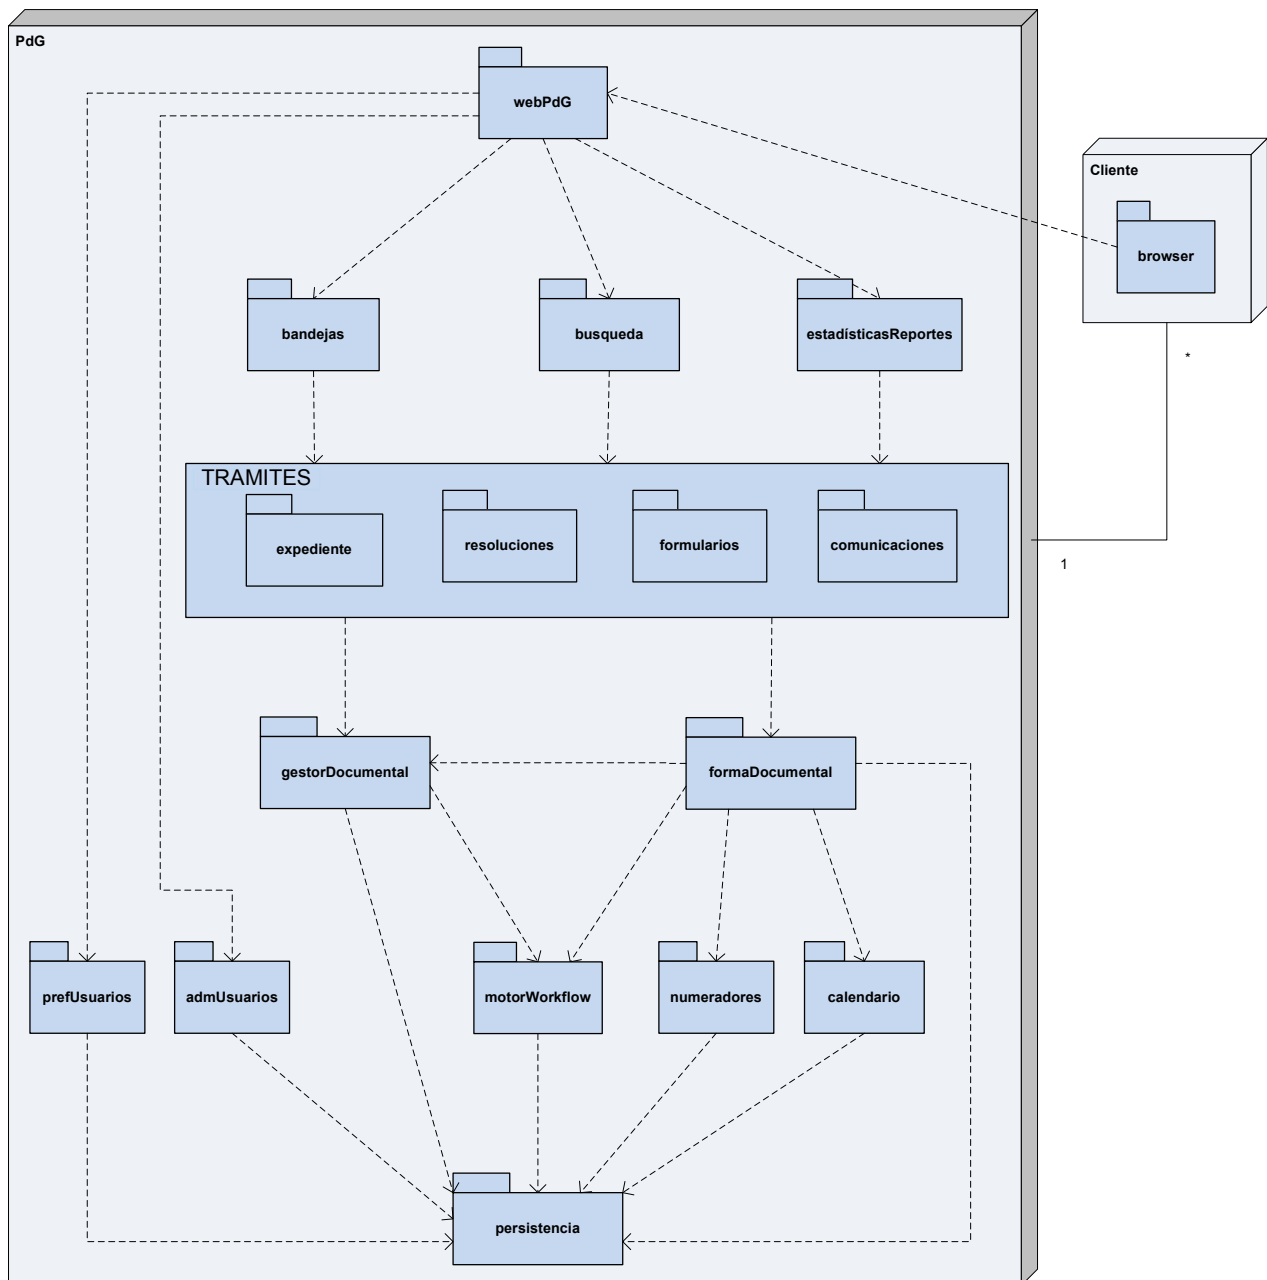 PdG
webPdG
Cliente
browser
bandejas
busqueda
estadísticasReportes
*
TRAMITES
expediente
resoluciones
formularios
comunicaciones
1
gestorDocumental
formaDocumental
prefUsuarios
admUsuarios
motorWorkflow
numeradores
calendario
persistencia